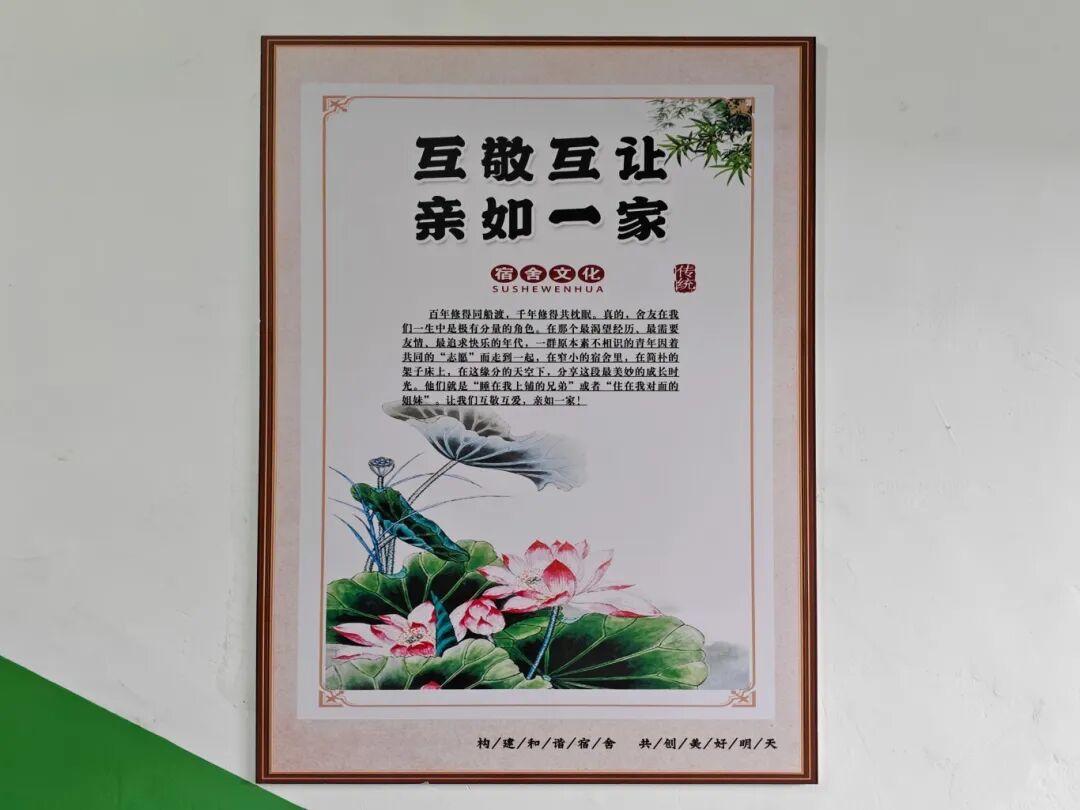 互敬互让
亲如一家
宿舍文化
SUSHEWENHUA
传统
百年修得同船渡，千年修得共枕眠。真的，舍友在我
们一生中是极有分量的角色。在那个最渴望经历、最需要
友情、最追求快乐的年代，一群原本素不相识的青年因着
共同的“志愿”而走到一起，在窄小的宿舍里，在简朴的
架子床上，在这缘分的天空下，分享这段最美妙的成长时
光。他们就是“睡在我上铺的兄弟”或者“住在我对面的
姐妹”。让我们互敬互爱，亲如一家！
构/建/和/谐/宿/舍 共/创/美/好/明/天